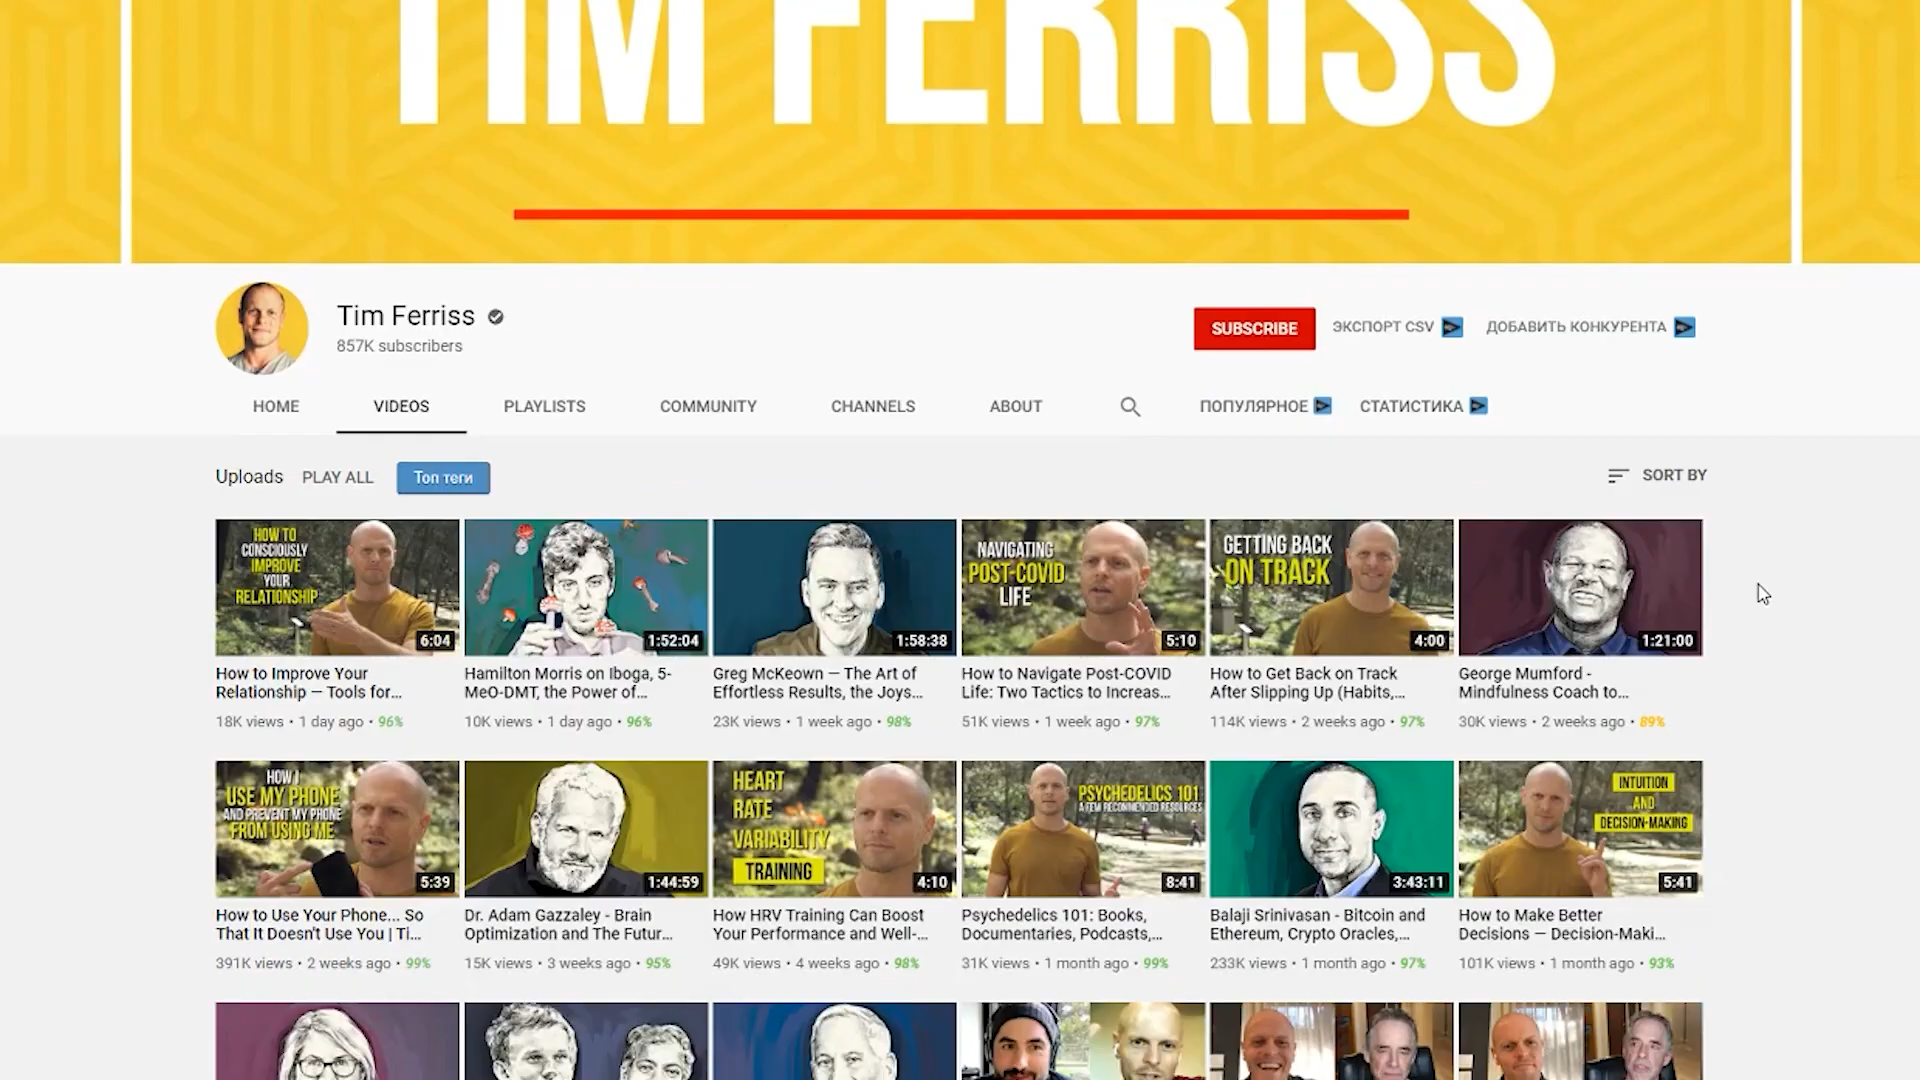 TIM FERRISS
Tim Ferriss
857K subscribers
SUBSCRIBE
ЭКСПОРТ CSV
ДОБАВИТЬ КОНКУРЕНТА
HOME
VIDEOS
PLAYLISTS
COMMUNITY
CHANNELS
ABOUT
ПОПУЛЯРНОЕ
СТАТИСТИКА
Uploads
PLAY ALL
Топ теги
SORT BY
HOW TO
CONSCIOUSLY
IMPROVE
YOUR
RELATIONSHIP
6:04
How to Improve Your
Relationship — Tools for...
18K views • 1 day ago • 96%
1:52:04
Hamilton Morris on Iboga, 5-
MeO-DMT, the Power of...
10K views • 1 day ago • 96%
1:58:38
Greg McKeown — The Art of
Effortless Results, the Joys...
23K views • 1 week ago • 98%
NAVIGATING
POST-COVID
LIFE
5:10
How to Navigate Post-COVID
Life: Two Tactics to Increas...
51K views • 1 week ago • 97%
GETTING BACK
ON TRACK
4:00
How to Get Back on Track
After Slipping Up (Habits,...
114K views • 2 weeks ago • 97%
1:21:00
George Mumford -
Mindfulness Coach to...
30K views • 2 weeks ago • 89%
HOW I
USE MY PHONE
AND PREVENT MY PHONE
FROM USING ME
5:39
How to Use Your Phone... So
That It Doesn't Use You | Ti...
391K views • 2 weeks ago • 99%
1:44:59
Dr. Adam Gazzaley - Brain
Optimization and The Futur...
15K views • 3 weeks ago • 95%
HEART
RATE
VARIABILITY
TRAINING
4:10
How HRV Training Can Boost
Your Performance and Well-...
49K views • 4 weeks ago • 98%
PSYCHEDELICS 101
A FEW RECOMMENDED RESOURCES
8:41
Psychedelics 101: Books,
Documentaries, Podcasts,...
31K views • 1 month ago • 99%
3:43:11
Balaji Srinivasan - Bitcoin and
Ethereum, Crypto Oracles,...
233K views • 1 month ago • 97%
INTUITION
AND
DECISION-MAKING
5:41
How to Make Better
Decisions — Decision-Maki...
101K views • 1 month ago • 93%